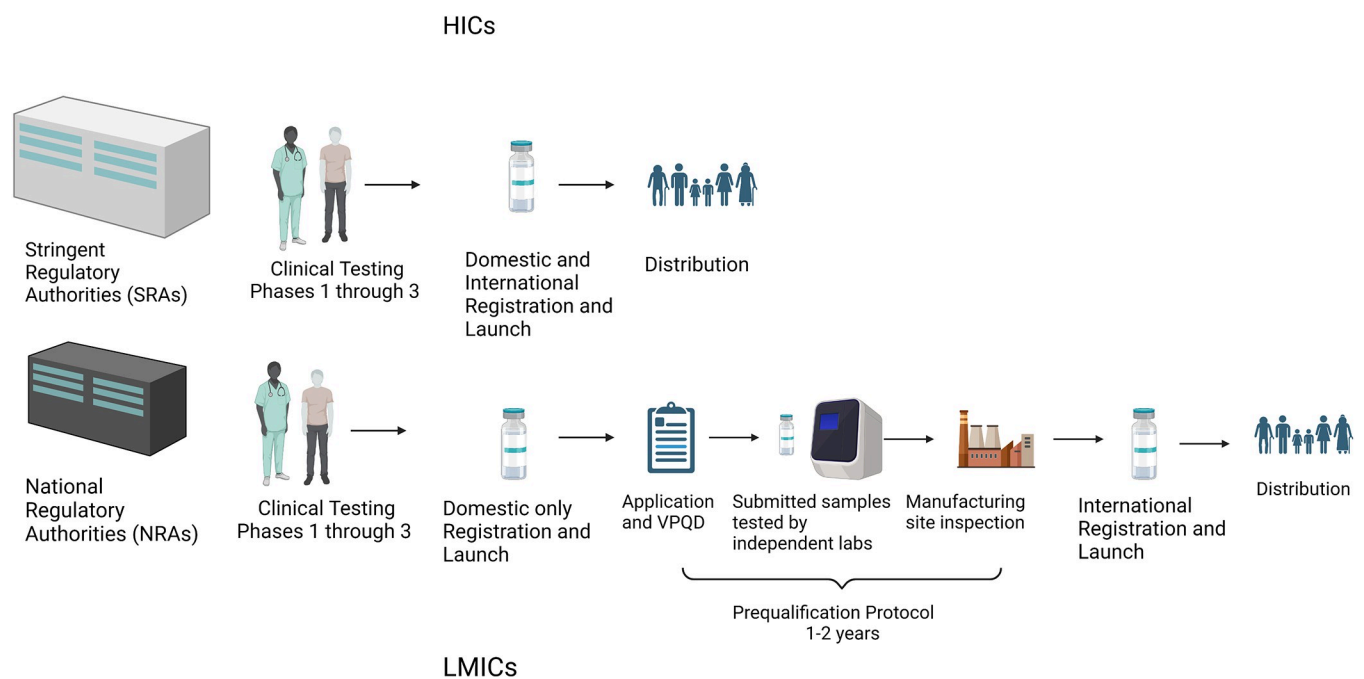 HICs
Stringent
Regulatory
Authorities (SRAs)
Clinical Testing
Phases 1 through 3
Domestic and
International
Registration and
Launch
Distribution
National
Regulatory
Authorities (NRAs)
Clinical Testing
Phases 1 through 3
Domestic only
Registration and
Launch
Application
and VPQD
Submitted samples
tested by
independent labs
Manufacturing
site inspection
International
Registration and
Launch
Distribution
Prequalification Protocol
1-2 years
LMICs